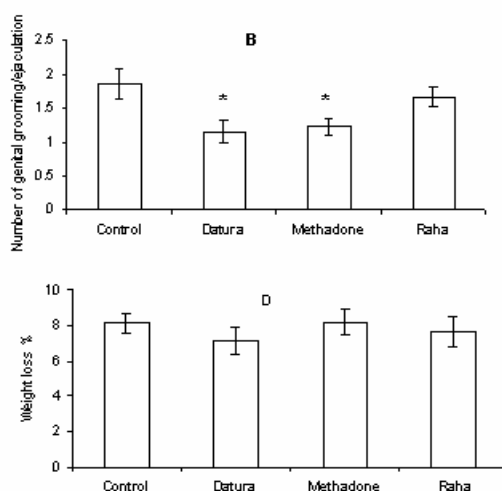 B
Number of genital grooming/ejaculation
2.5
2
1.5
1
0.5
0
* *
Control Datura Methadone Raha
D
Weight loss %
10
8
6
4
2
0
Control Datura Methadone Raha